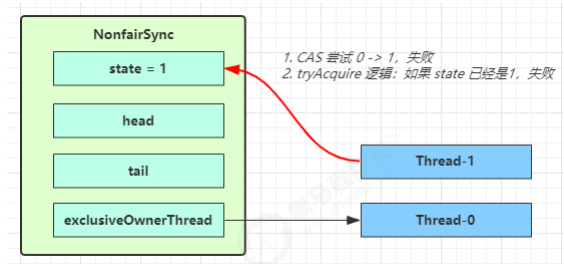 NonfairSync
state = 1
head
tail
exclusiveOwnerThread
1. CAS 尝试 0 -> 1，失败
2. tryAcquire 逻辑：如果 state 已经是1，失败
Thread-1
Thread-0